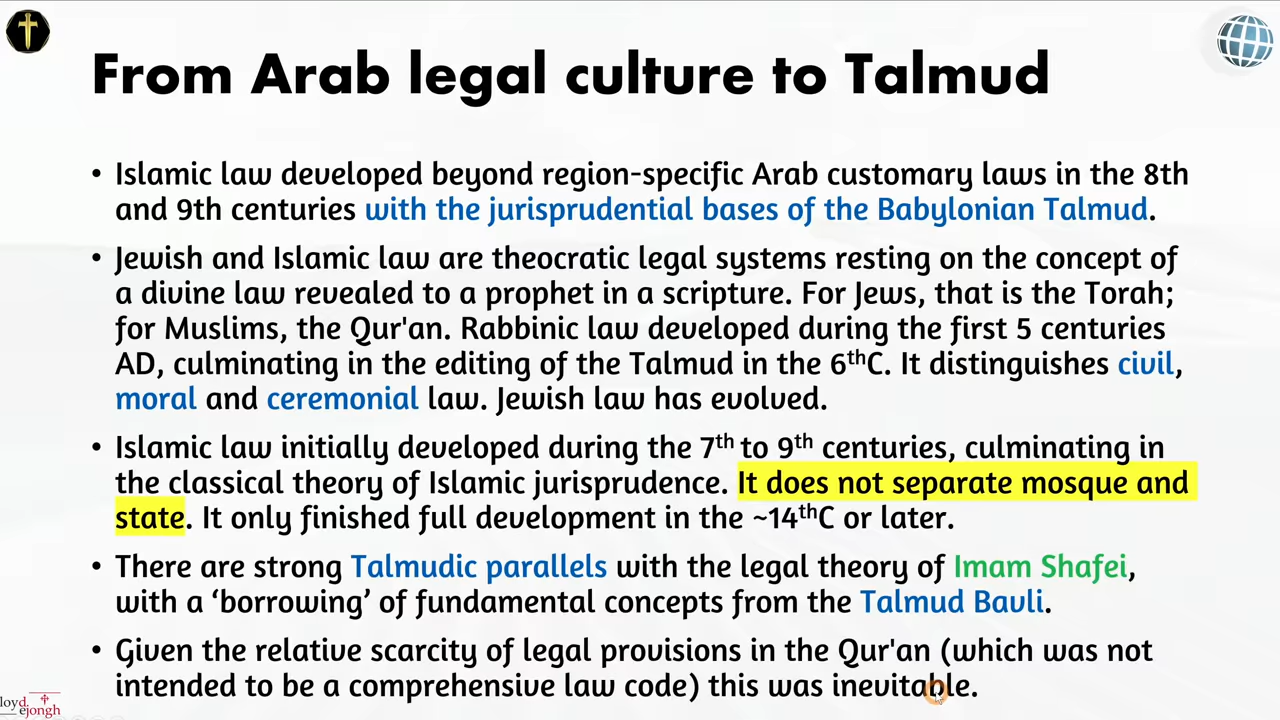 From Arab legal culture to Talmud
• Islamic law developed beyond region-specific Arab customary laws in the 8th
and 9th centuries with the jurisprudential bases of the Babylonian Talmud.
• Jewish and Islamic law are theocratic legal systems resting on the concept of
a divine law revealed to a prophet in a scripture. For Jews, that is the Torah;
for Muslims, the Qur'an. Rabbinic law developed during the first 5 centuries
AD, culminating in the editing of the Talmud in the 6thC. It distinguishes civil,
moral and ceremonial law. Jewish law has evolved.
• Islamic law initially developed during the 7th to 9th centuries, culminating in
the classical theory of Islamic jurisprudence. It does not separate mosque and
state. It only finished full development in the ~14thC or later.
• There are strong Talmudic parallels with the legal theory of Imam Shafei,
with a ‘borrowing’ of fundamental concepts from the Talmud Bavli.
• Given the relative scarcity of legal provisions in the Qur'an (which was not
intended to be a comprehensive law code) this was inevitable.
loyd
ejongh